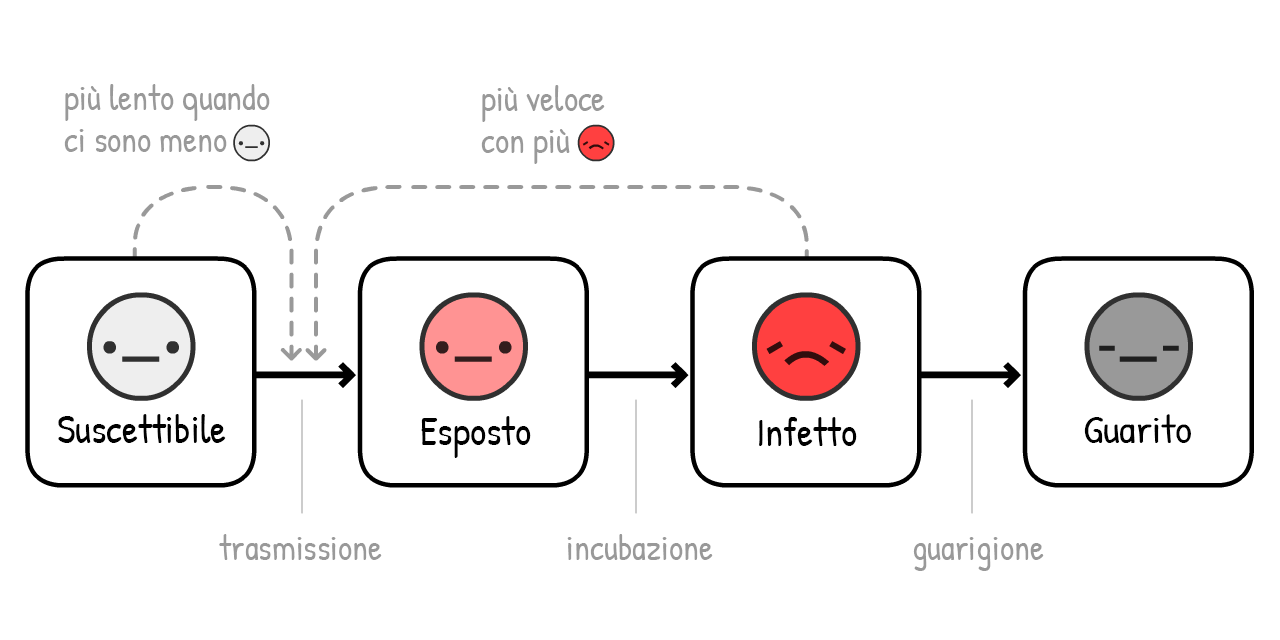 più lento quando
ci sono meno
più veloce
con più
Suscettibile
Esposto
Infetto
Guarito
trasmissione
incubazione
guarigione